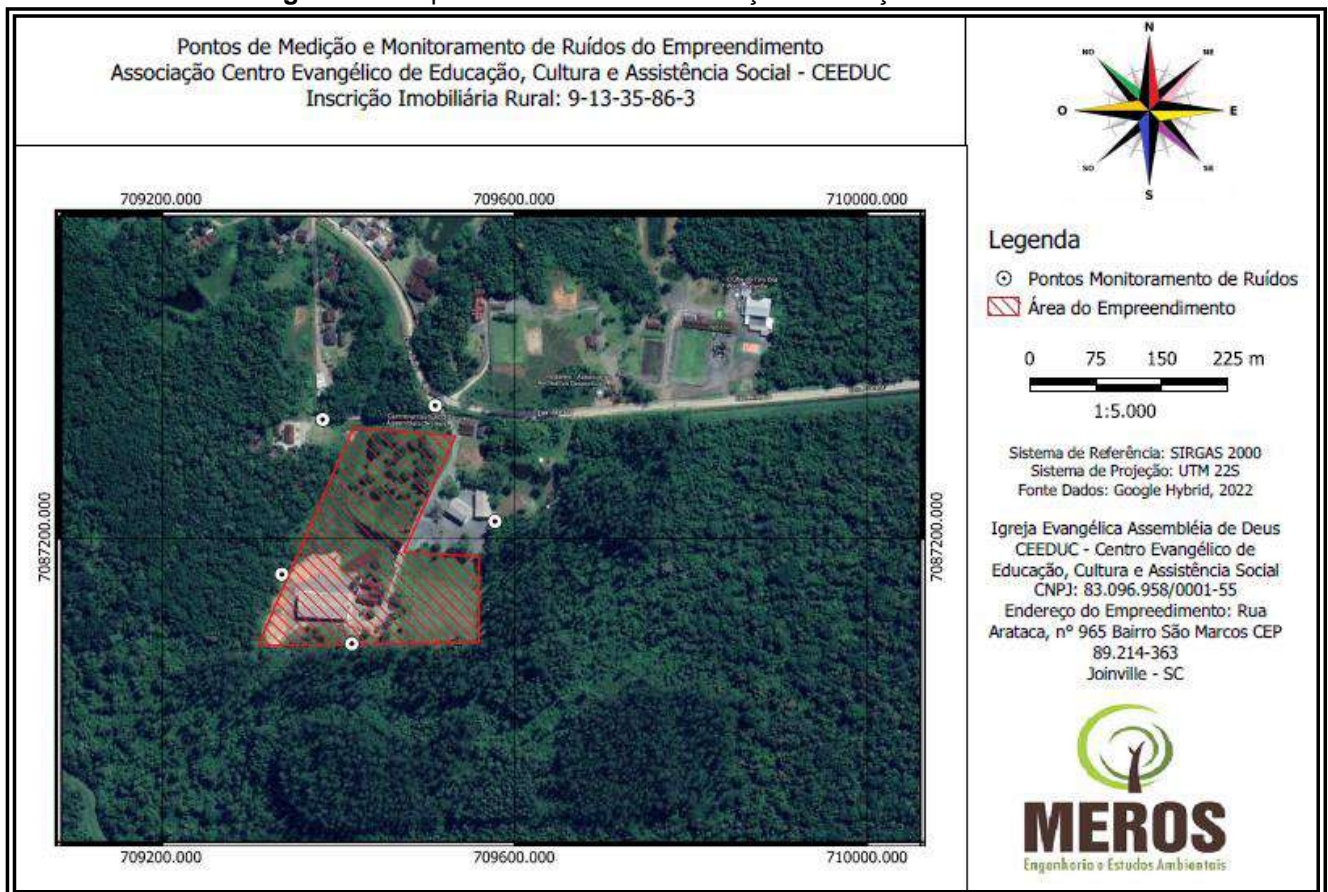 Pontos de Medição e Monitoramento de Ruídos do Empreendimento
Associação Centro Evangélico de Educação, Cultura e Assistência Social - CEEDUC
Inscrição Imobiliária Rural: 9-13-35-86-3
N
NO
NE
O
E
SO
SE
S
709200.000
709600.000
710000.000
7087200.000
7087200.000
709200.000
709600.000
710000.000
Legenda
Pontos Monitoramento de Ruídos
Área do Empreendimento
0 75 150 225 m
1:5.000
Sistema de Referência: SIRGAS 2000
Sistema de Projeção: UTM 22S
Fonte Dados: Google Hybrid, 2022
Igreja Evangélica Assembléia de Deus
CEEDUC - Centro Evangélico de
Educação, Cultura e Assistência Social
CNPJ: 83.096.958/0001-55
Endereço do Empreedimento: Rua
Arataca, nº 965 Bairro São Marcos CEP
89.214-363
Joinville - SC
MEROS
Engenharia e Estudos Ambientais